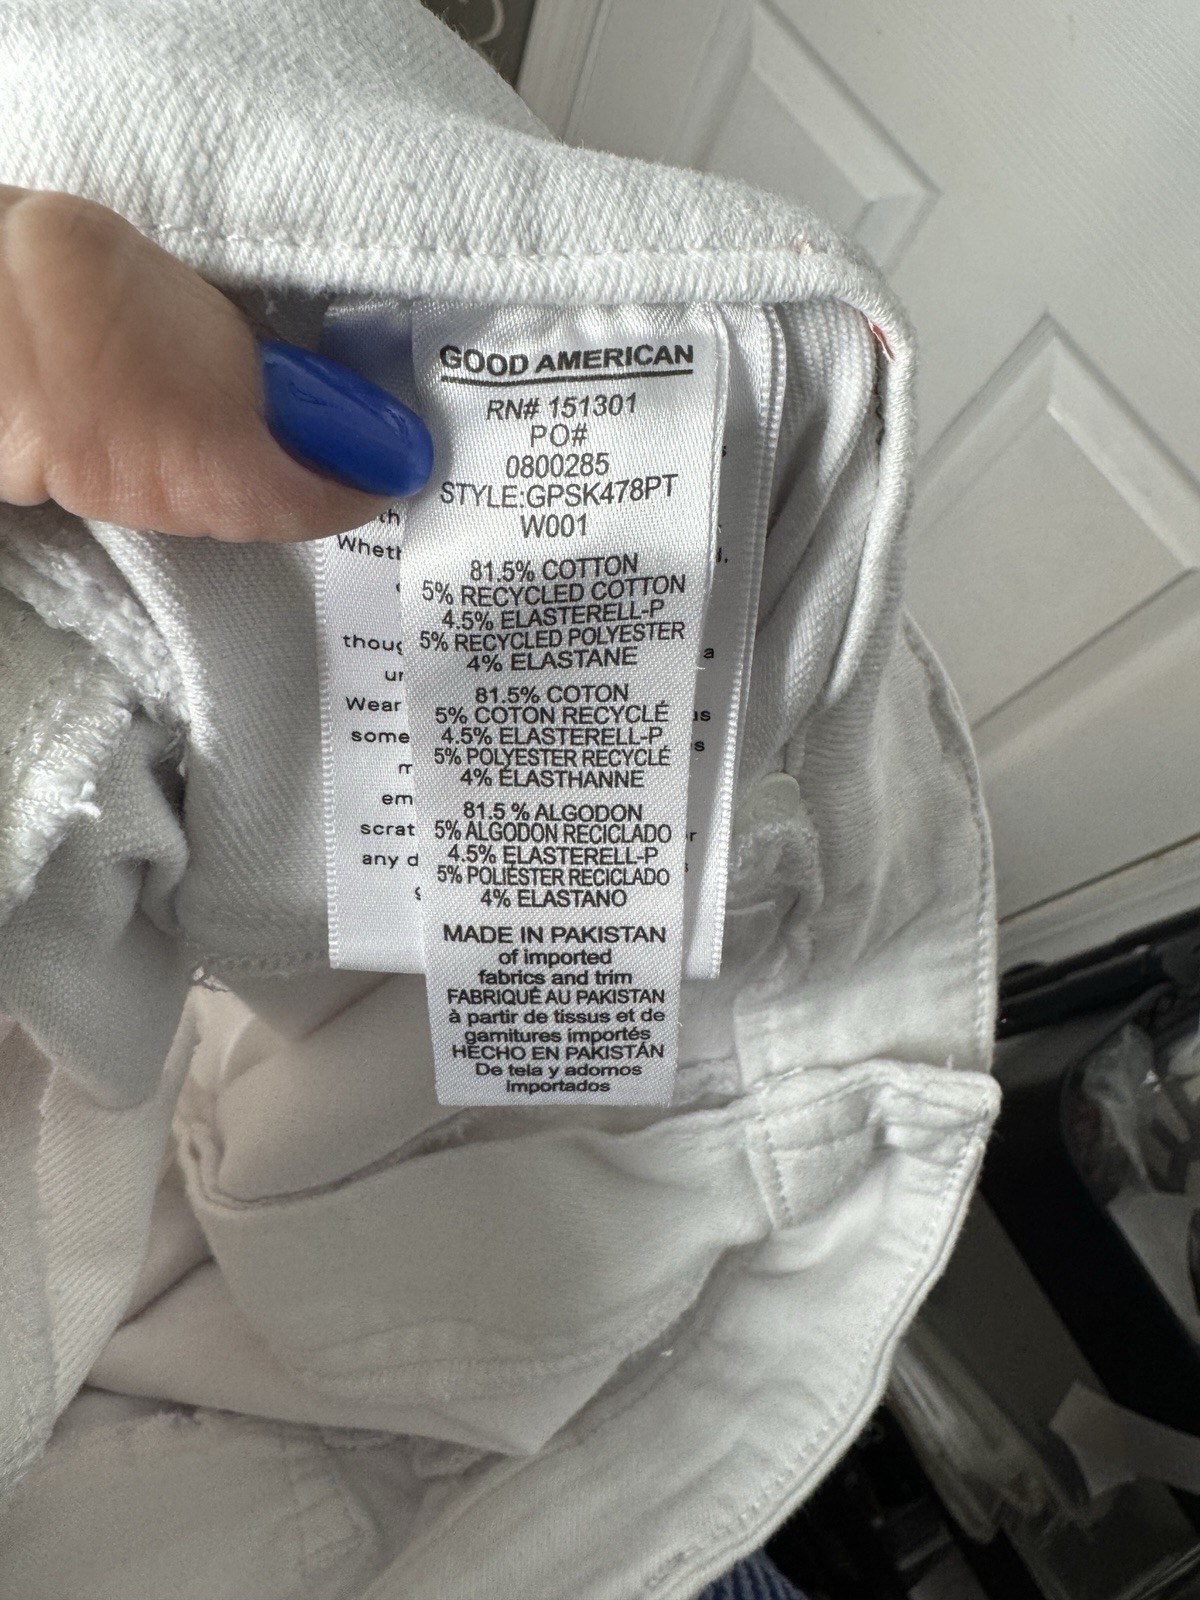 GOOD AMERICAN
RN# 151301
PO#
0800285
STYLE:GPSK478PT
W001
81.5% COTTON
5% RECYCLED COTTON
4.5% ELASTERELL-P
5% RECYCLED POLYESTER
4% ELASTANE
81.5% COTON
5% COTON RECYCLÉ
4.5% ELASTERELL-P
5% POLYESTER RECYCLÉ
4% ÉLASTHANNE
81.5 % ALGODON
5% ALGODON RECICLADO
4.5% ELASTERELL-P
5% POLIÉSTER RECICLADO
4% ELASTANO
MADE IN PAKISTAN
of imported
fabrics and trim
FABRIQUÉ AU PAKISTAN
à partir de tissus et de
garnitures importés
HECHO EN PAKISTÁN
De tela y adornos
importados
Wear
some
any